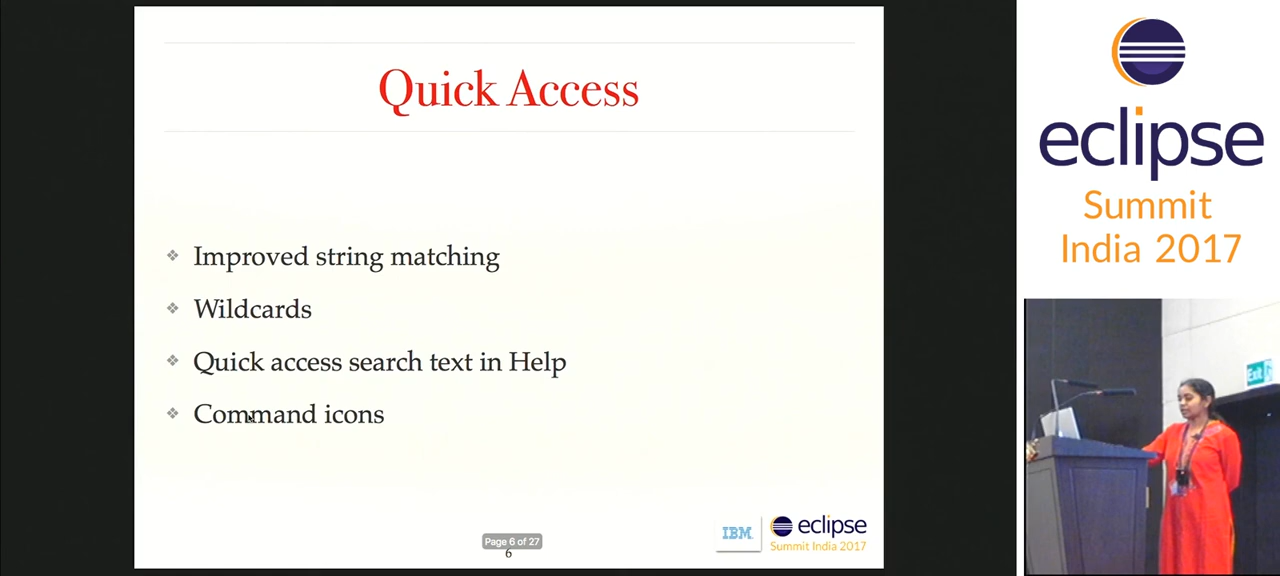 Quick Access
Improved string matching
Wildcards
Quick access search text in Help
Command icons
Page 6 of 27
6
IBM
eclipse
Summit India 2017
eclipse
Summit
India 2017
Exit